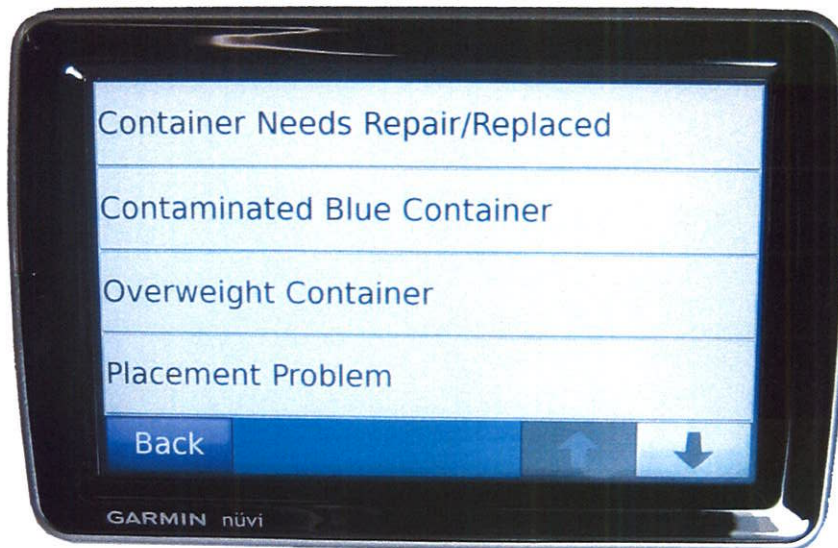 Container Needs Repair/Replaced
Contaminated Blue Container
Overweight Container
Placement Problem
Back
GARMIN nüvi